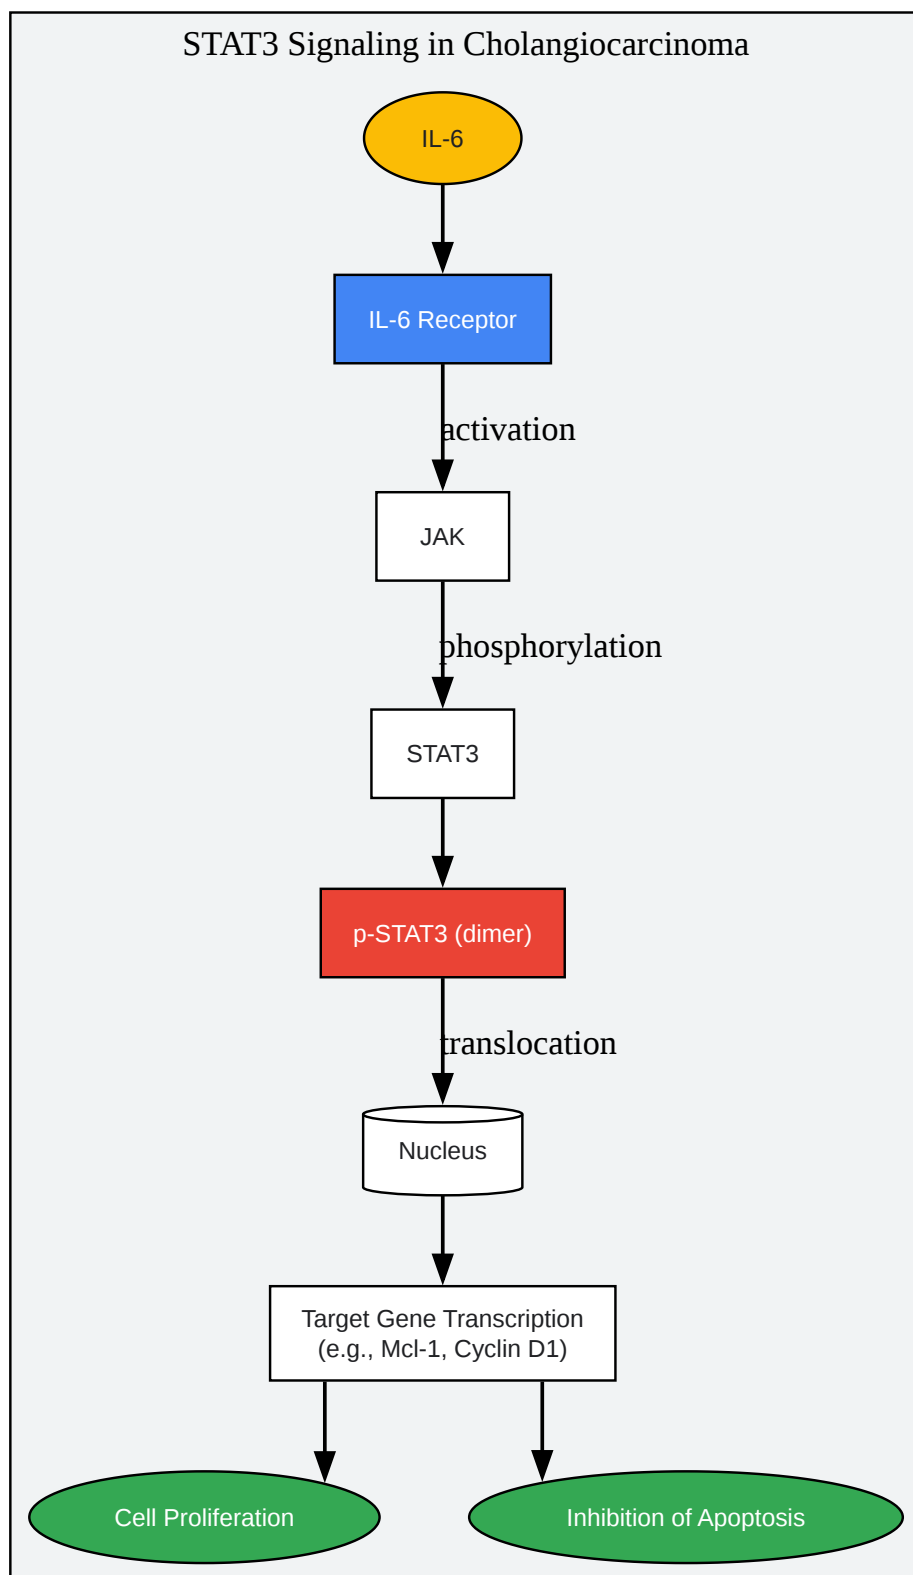 STAT3 Signaling in Cholangiocarcinoma
IL-6
IL-6 Receptor
activation
JAK
phosphorylation
STAT3
p-STAT3 (dimer)
translocation
Nucleus
Target Gene Transcription
(e.g., Mcl-1, Cyclin D1)
Cell Proliferation
Inhibition of Apoptosis